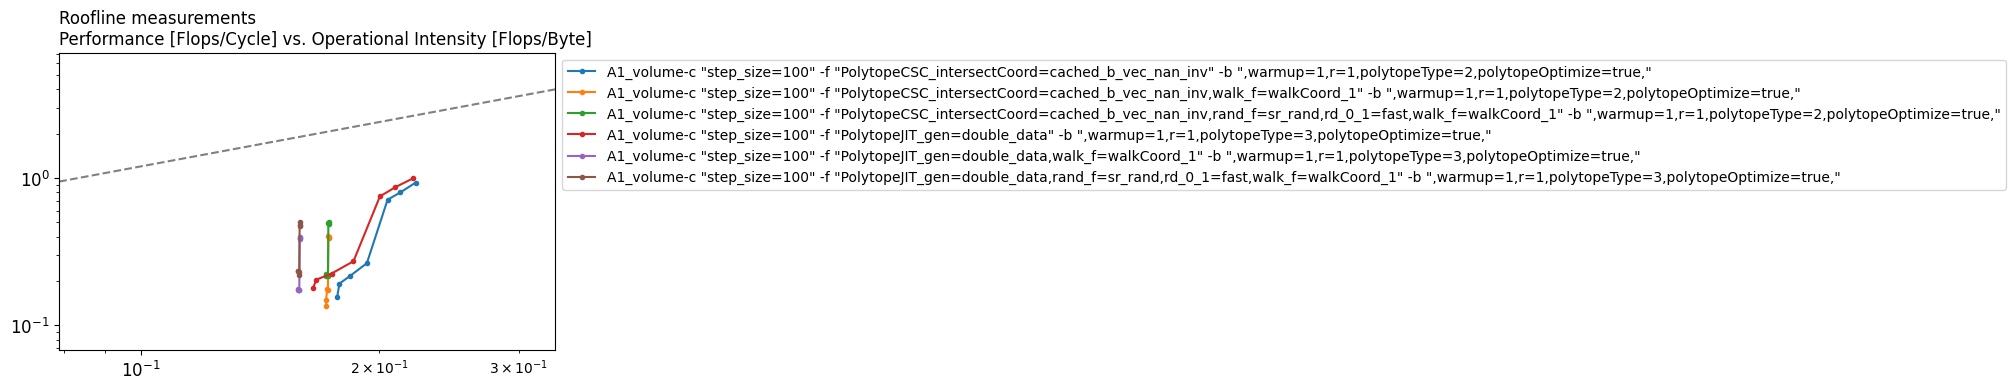 Roofline measurements
Performance [Flops/Cycle] vs. Operational Intensity [Flops/Byte]
A1_volume-c "step_size=100" -f "PolytopeCSC_intersectCoord=cached_b_vec_nan_inv" -b ",warmup=1,r=1,polytopeType=2,polytopeOptimize=true,"
A1_volume-c "step_size=100" -f "PolytopeCSC_intersectCoord=cached_b_vec_nan_inv,walk_f=walkCoord_1" -b ",warmup=1,r=1,polytopeType=2,polytopeOptimize=true,"
A1_volume-c "step_size=100" -f "PolytopeCSC_intersectCoord=cached_b_vec_nan_inv,rand_f=sr_rand,rd_0_1=fast,walk_f=walkCoord_1" -b ",warmup=1,r=1,polytopeType=2,polytopeOptimize=true,"
A1_volume-c "step_size=100" -f "PolytopeJIT_gen=double_data" -b ",warmup=1,r=1,polytopeType=3,polytopeOptimize=true,"
A1_volume-c "step_size=100" -f "PolytopeJIT_gen=double_data,walk_f=walkCoord_1" -b ",warmup=1,r=1,polytopeType=3,polytopeOptimize=true,"
A1_volume-c "step_size=100" -f "PolytopeJIT_gen=double_data,rand_f=sr_rand,rd_0_1=fast,walk_f=walkCoord_1" -b ",warmup=1,r=1,polytopeType=3,polytopeOptimize=true,"
10⁰
10⁻¹
10⁻¹ 2 × 10⁻¹ 3 × 10⁻¹